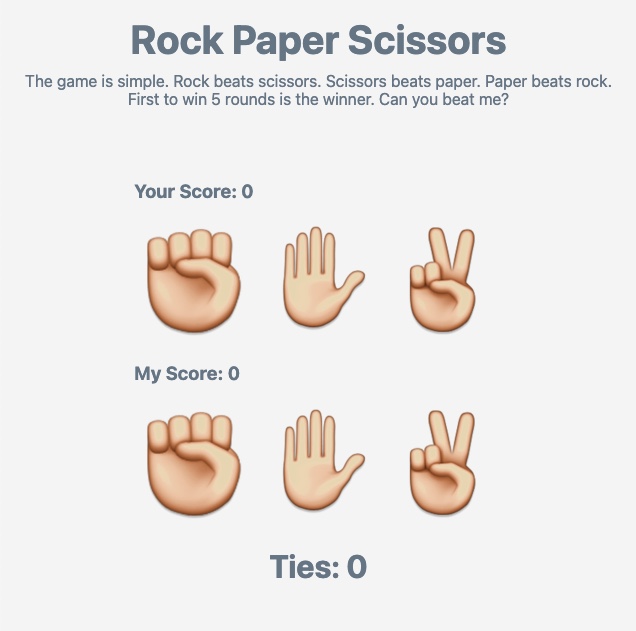 Rock Paper Scissors
The game is simple. Rock beats scissors. Scissors beats paper. Paper beats rock.
First to win 5 rounds is the winner. Can you beat me?
Your Score: 0
My Score: 0
Ties: 0